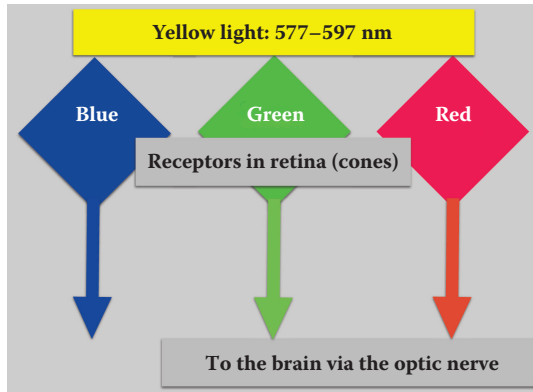 Yellow light: 577–597 nm
Blue
Green
Red
Receptors in retina (cones)
To the brain via the optic nerve